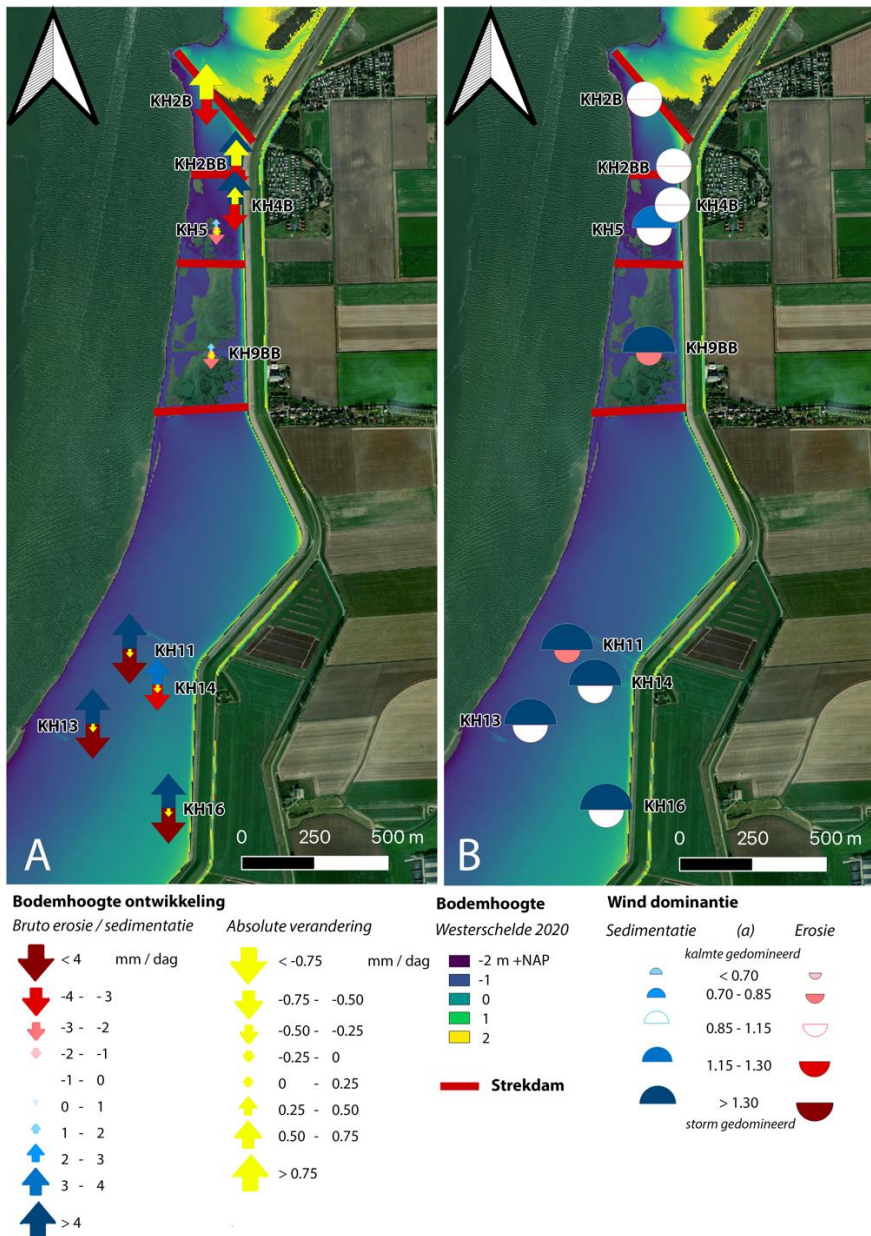 KH2B
KH2BB
KH4B
KH5
KH9BB
KH11
KH14
KH13
KH16
0 250 500 m
A
KH2B
KH2BB
KH4B
KH5
KH9BB
KH11
KH14
KH13
KH16
0 250 500 m
B
Bodemhoogte ontwikkeling
Bruto erosie / sedimentatie
< 4 mm / dag
-4 - - 3
-3 - -2
-2 - -1
-1 - 0
0 - 1
1 - 2
2 - 3
3 - 4
> 4
Absolute verandering
< -0.75 mm / dag
-0.75 - -0.50
-0.50 - -0.25
-0.25 - 0
0 - 0.25
0.25 - 0.50
0.50 - 0.75
> 0.75
Bodemhoogte
Westerschelde 2020
-2 m +NAP
-1
0
1
2
Strekdam
Wind dominantie
Sedimentatie (a) Erosie
kalmte gedomineerd
< 0.70
0.70 - 0.85
0.85 - 1.15
1.15 - 1.30
> 1.30
storm gedomineerd